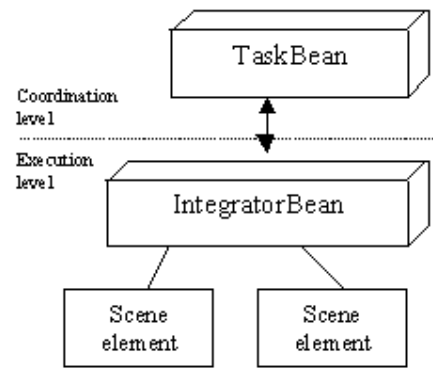 TaskBean
Coordination
level
Execution
level
IntegratorBean
Scene
element
Scene
element